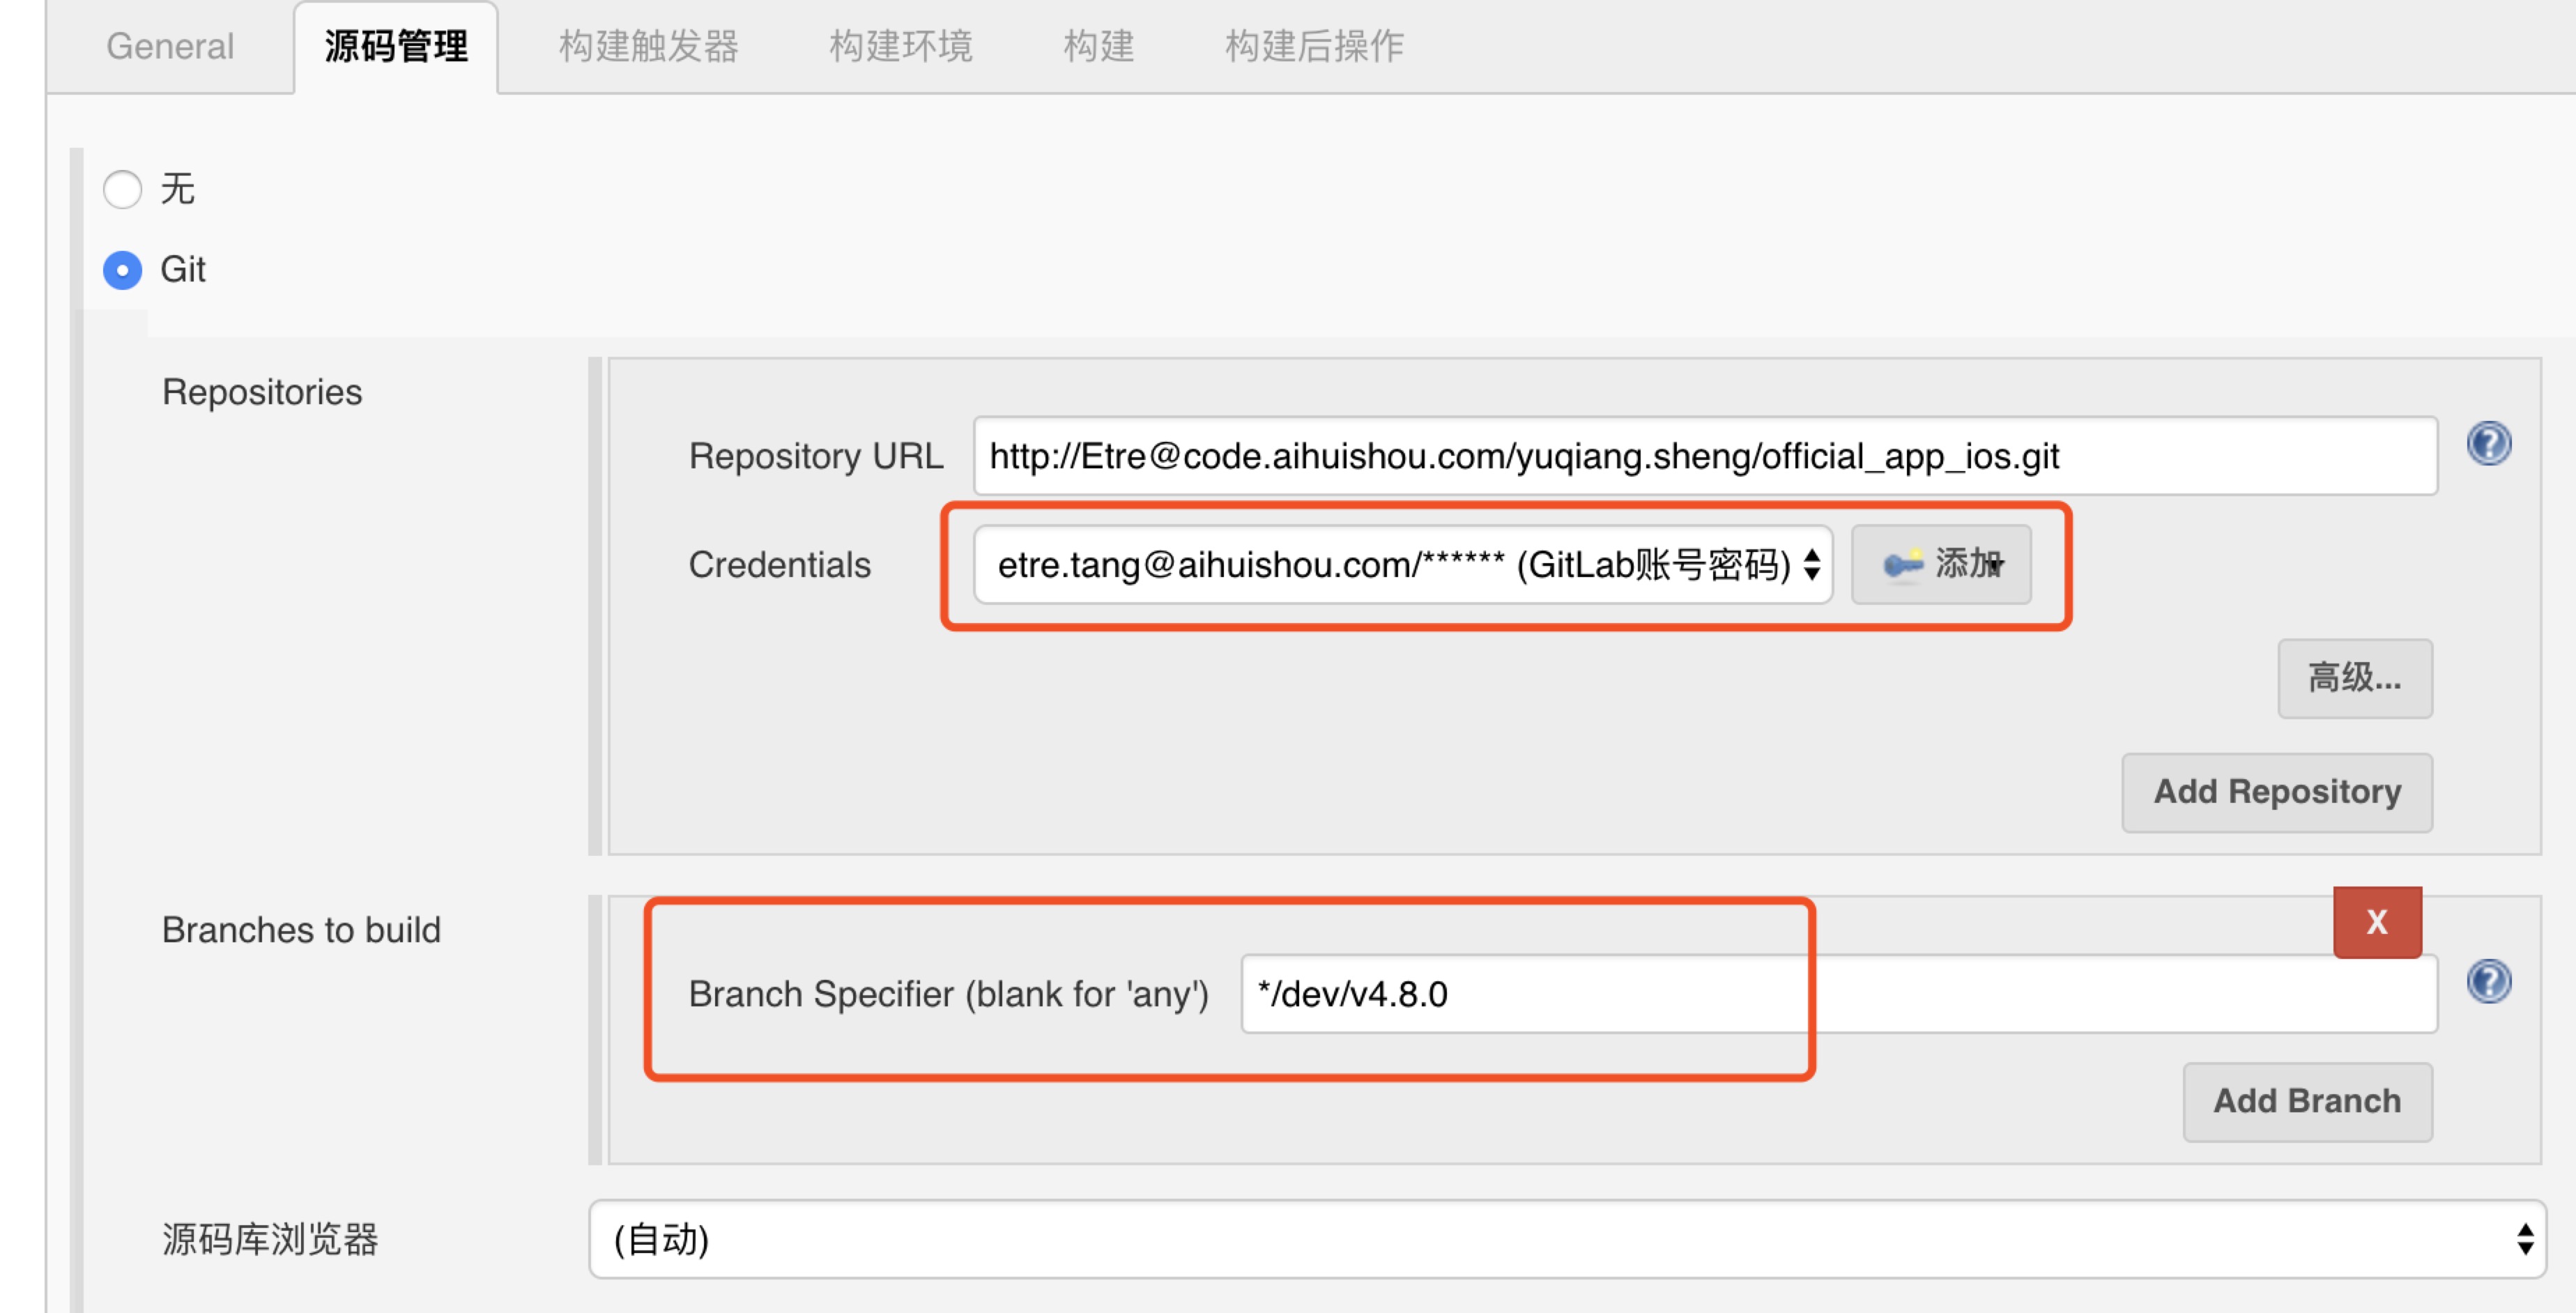 General 源码管理 构建触发器 构建环境 构建 构建后操作
无
Git
Repositories
Repository URL http://Etre@code.aihuishou.com/yuqiang.sheng/official_app_ios.git ?
Credentials etre.tang@aihuishou.com/****** (GitLab账号密码) 添加
高级...
Add Repository
Branches to build
X
Branch Specifier (blank for 'any') */dev/v4.8.0 ?
Add Branch
源码库浏览器 (自动)